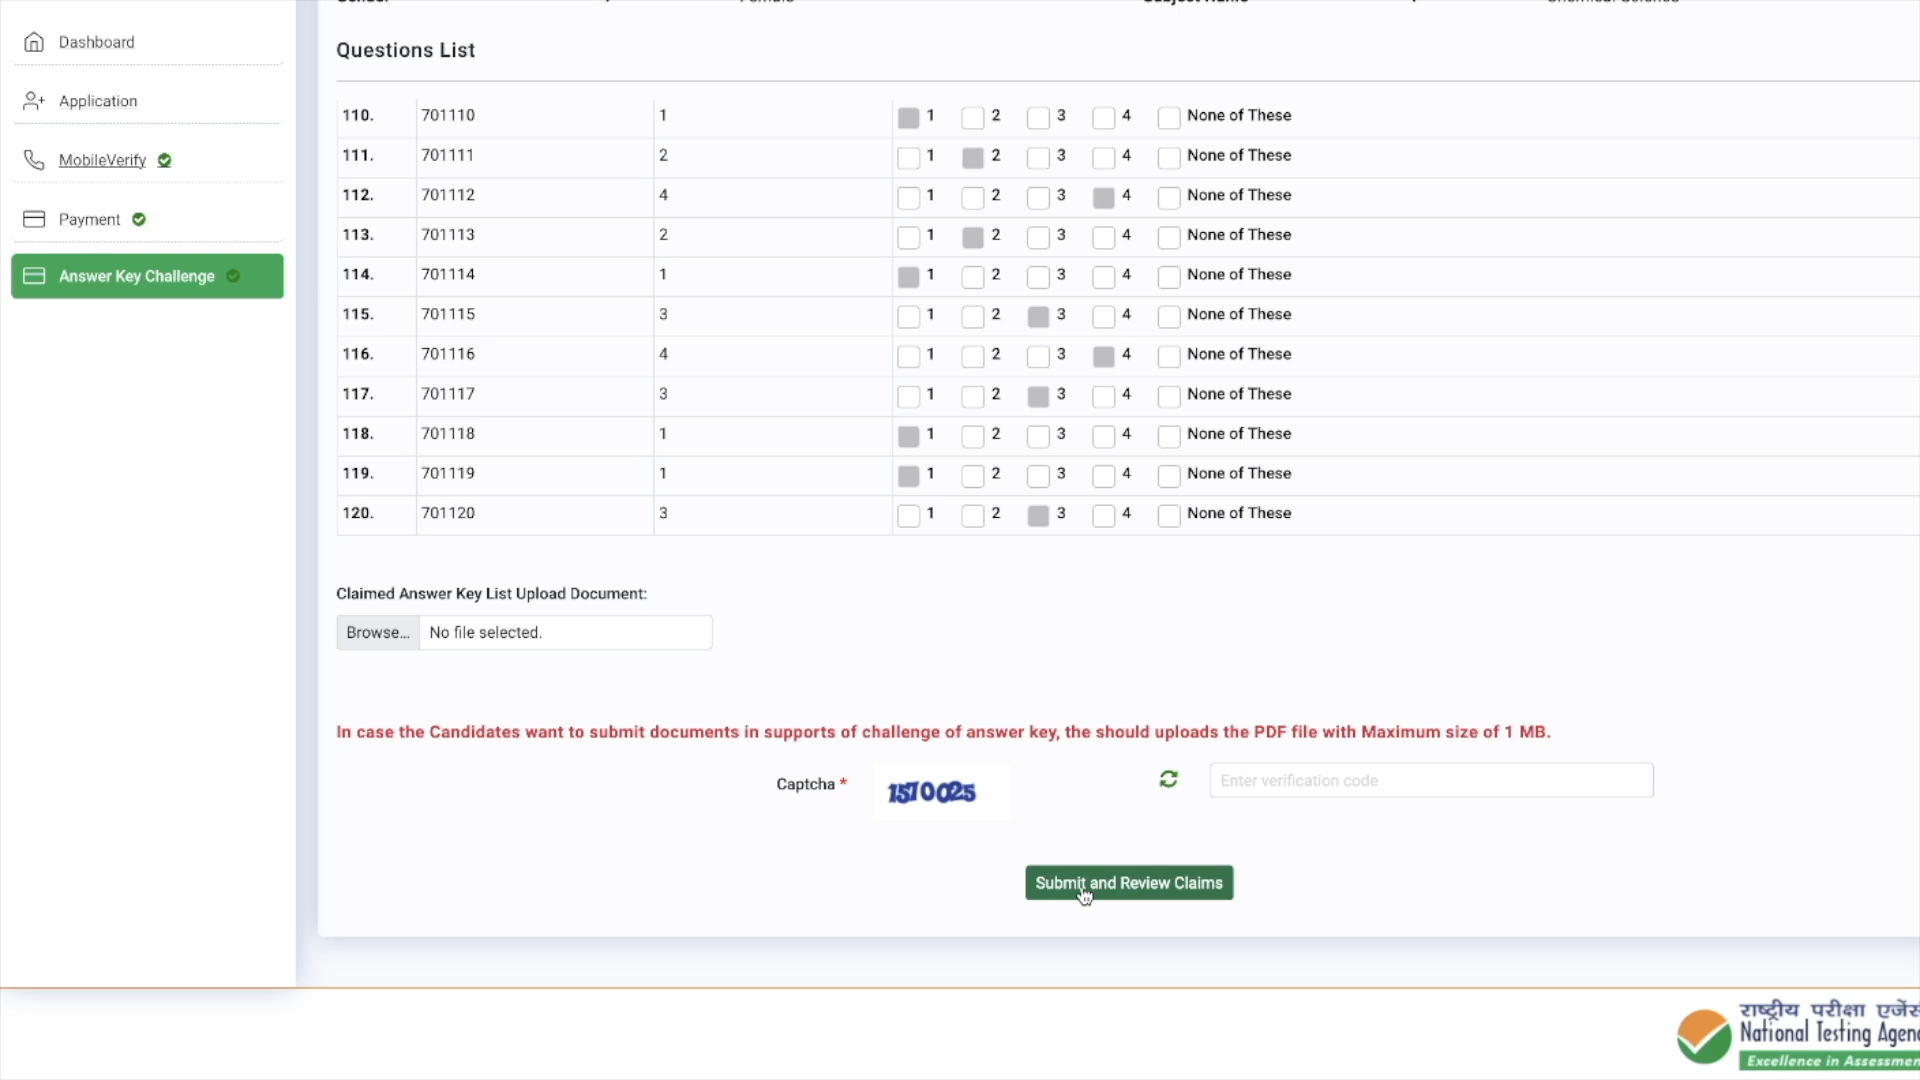 Dashboard
Application
MobileVerify
Payment
Answer Key Challenge
Questions List
110. 701110 1 1 2 3 4 None of These
111. 701111 2 1 2 3 4 None of These
112. 701112 4 1 2 3 4 None of These
113. 701113 2 1 2 3 4 None of These
114. 701114 1 1 2 3 4 None of These
115. 701115 3 1 2 3 4 None of These
116. 701116 4 1 2 3 4 None of These
117. 701117 3 1 2 3 4 None of These
118. 701118 1 1 2 3 4 None of These
119. 701119 1 1 2 3 4 None of These
120. 701120 3 1 2 3 4 None of These
Claimed Answer Key List Upload Document:
Browse... No file selected.
In case the Candidates want to submit documents in supports of challenge of answer key, the should uploads the PDF file with Maximum size of 1 MB.
Captcha * 1570025 Enter verification code
Submit and Review Claims
राष्ट्रीय परीक्षा
National Testing
Excellence in